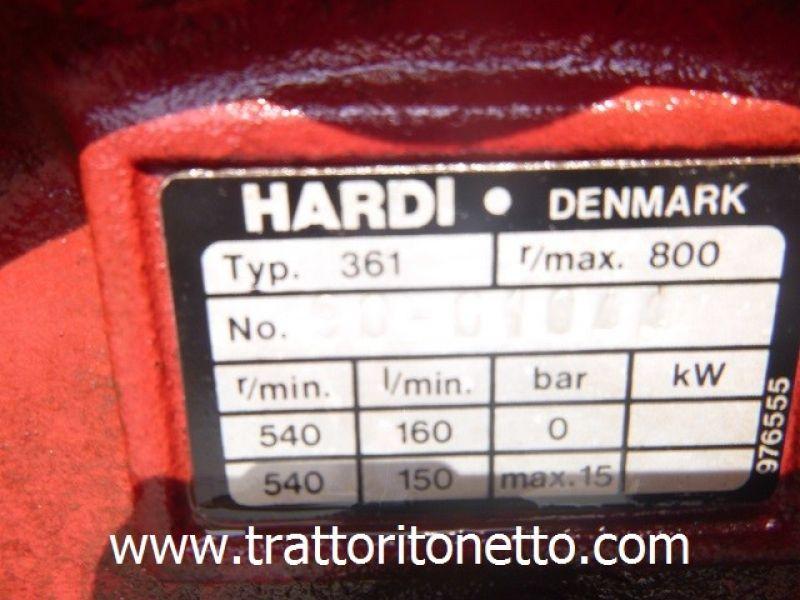 HARDI • DENMARK
Typ. 361 r/max. 800
No.
r/min. l/min. bar kW
540 160 0
540 150 max.15
976555
www.trattoritonetto.com